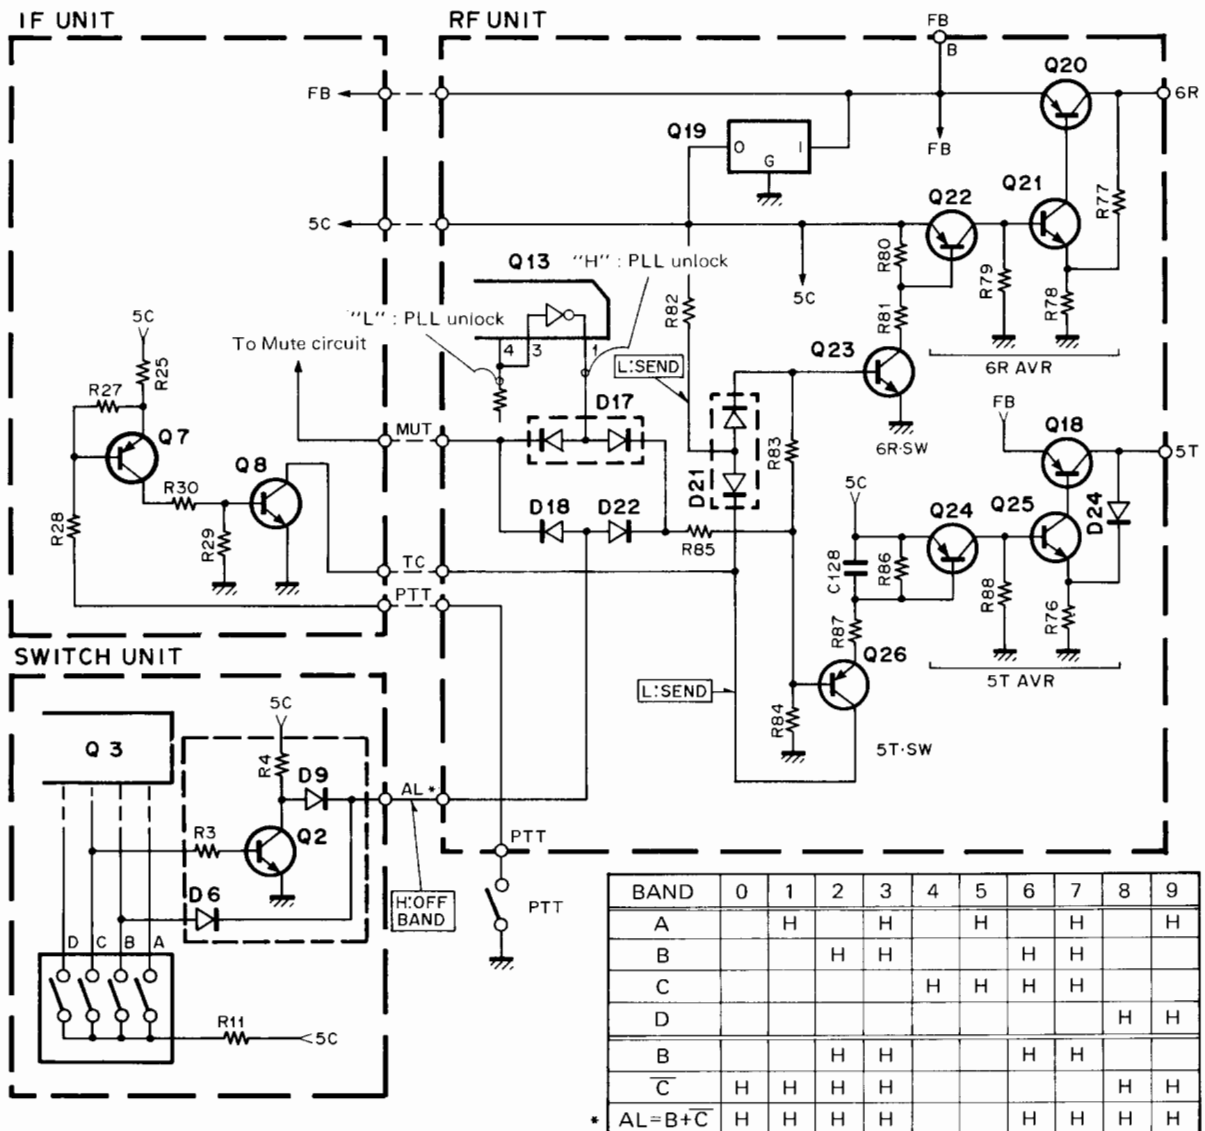 IF UNIT
RF UNIT
FB
B
Q20
FB
6R
Q19
O
I
G
FB
Q22
Q21
R77
5C
Q13
"H" : PLL unlock
R80
R79
R78
5C
R82
R81
5C
"L" : PLL unlock
4
3
1
To Mute circuit
L:SEND
Q23
6R AVR
R25
R27
D17
FB
Q18
Q7
MUT
6R·SW
5T
Q8
R83
D21
R30
5C
D24
R28
R29
D18
D22
Q24
Q25
R85
C128
R86
TC
R88
R76
PTT
R87
SWITCH UNIT
Q26
5T AVR
L:SEND
5C
R84
Q 3
5T·SW
R4
D9
AL *
R3
Q2
PTT
D6
H:OFF
BAND
PTT
D C B A
R11
5C
BAND 0 1 2 3 4 5 6 7 8 9
A H H H H H
B H H H H
C H H H H
D H H
B H H H H
C̅ H H H H H H
* AL=B+C̅ H H H H H H H H